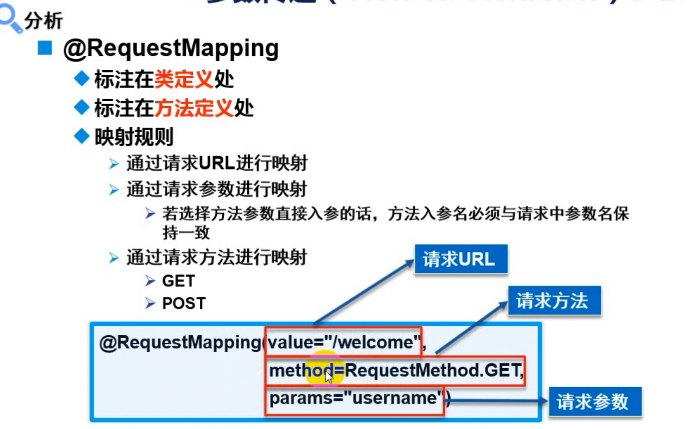 分析
@RequestMapping
标注在类定义处
标注在方法定义处
映射规则
通过请求URL进行映射
通过请求参数进行映射
若选择方法参数直接入参的话，方法入参名必须与请求中参数名保
持一致
通过请求方法进行映射
GET
POST
请求URL
请求方法
@RequestMapping(value="/welcome",
method=RequestMethod.GET,
params="username")
请求参数